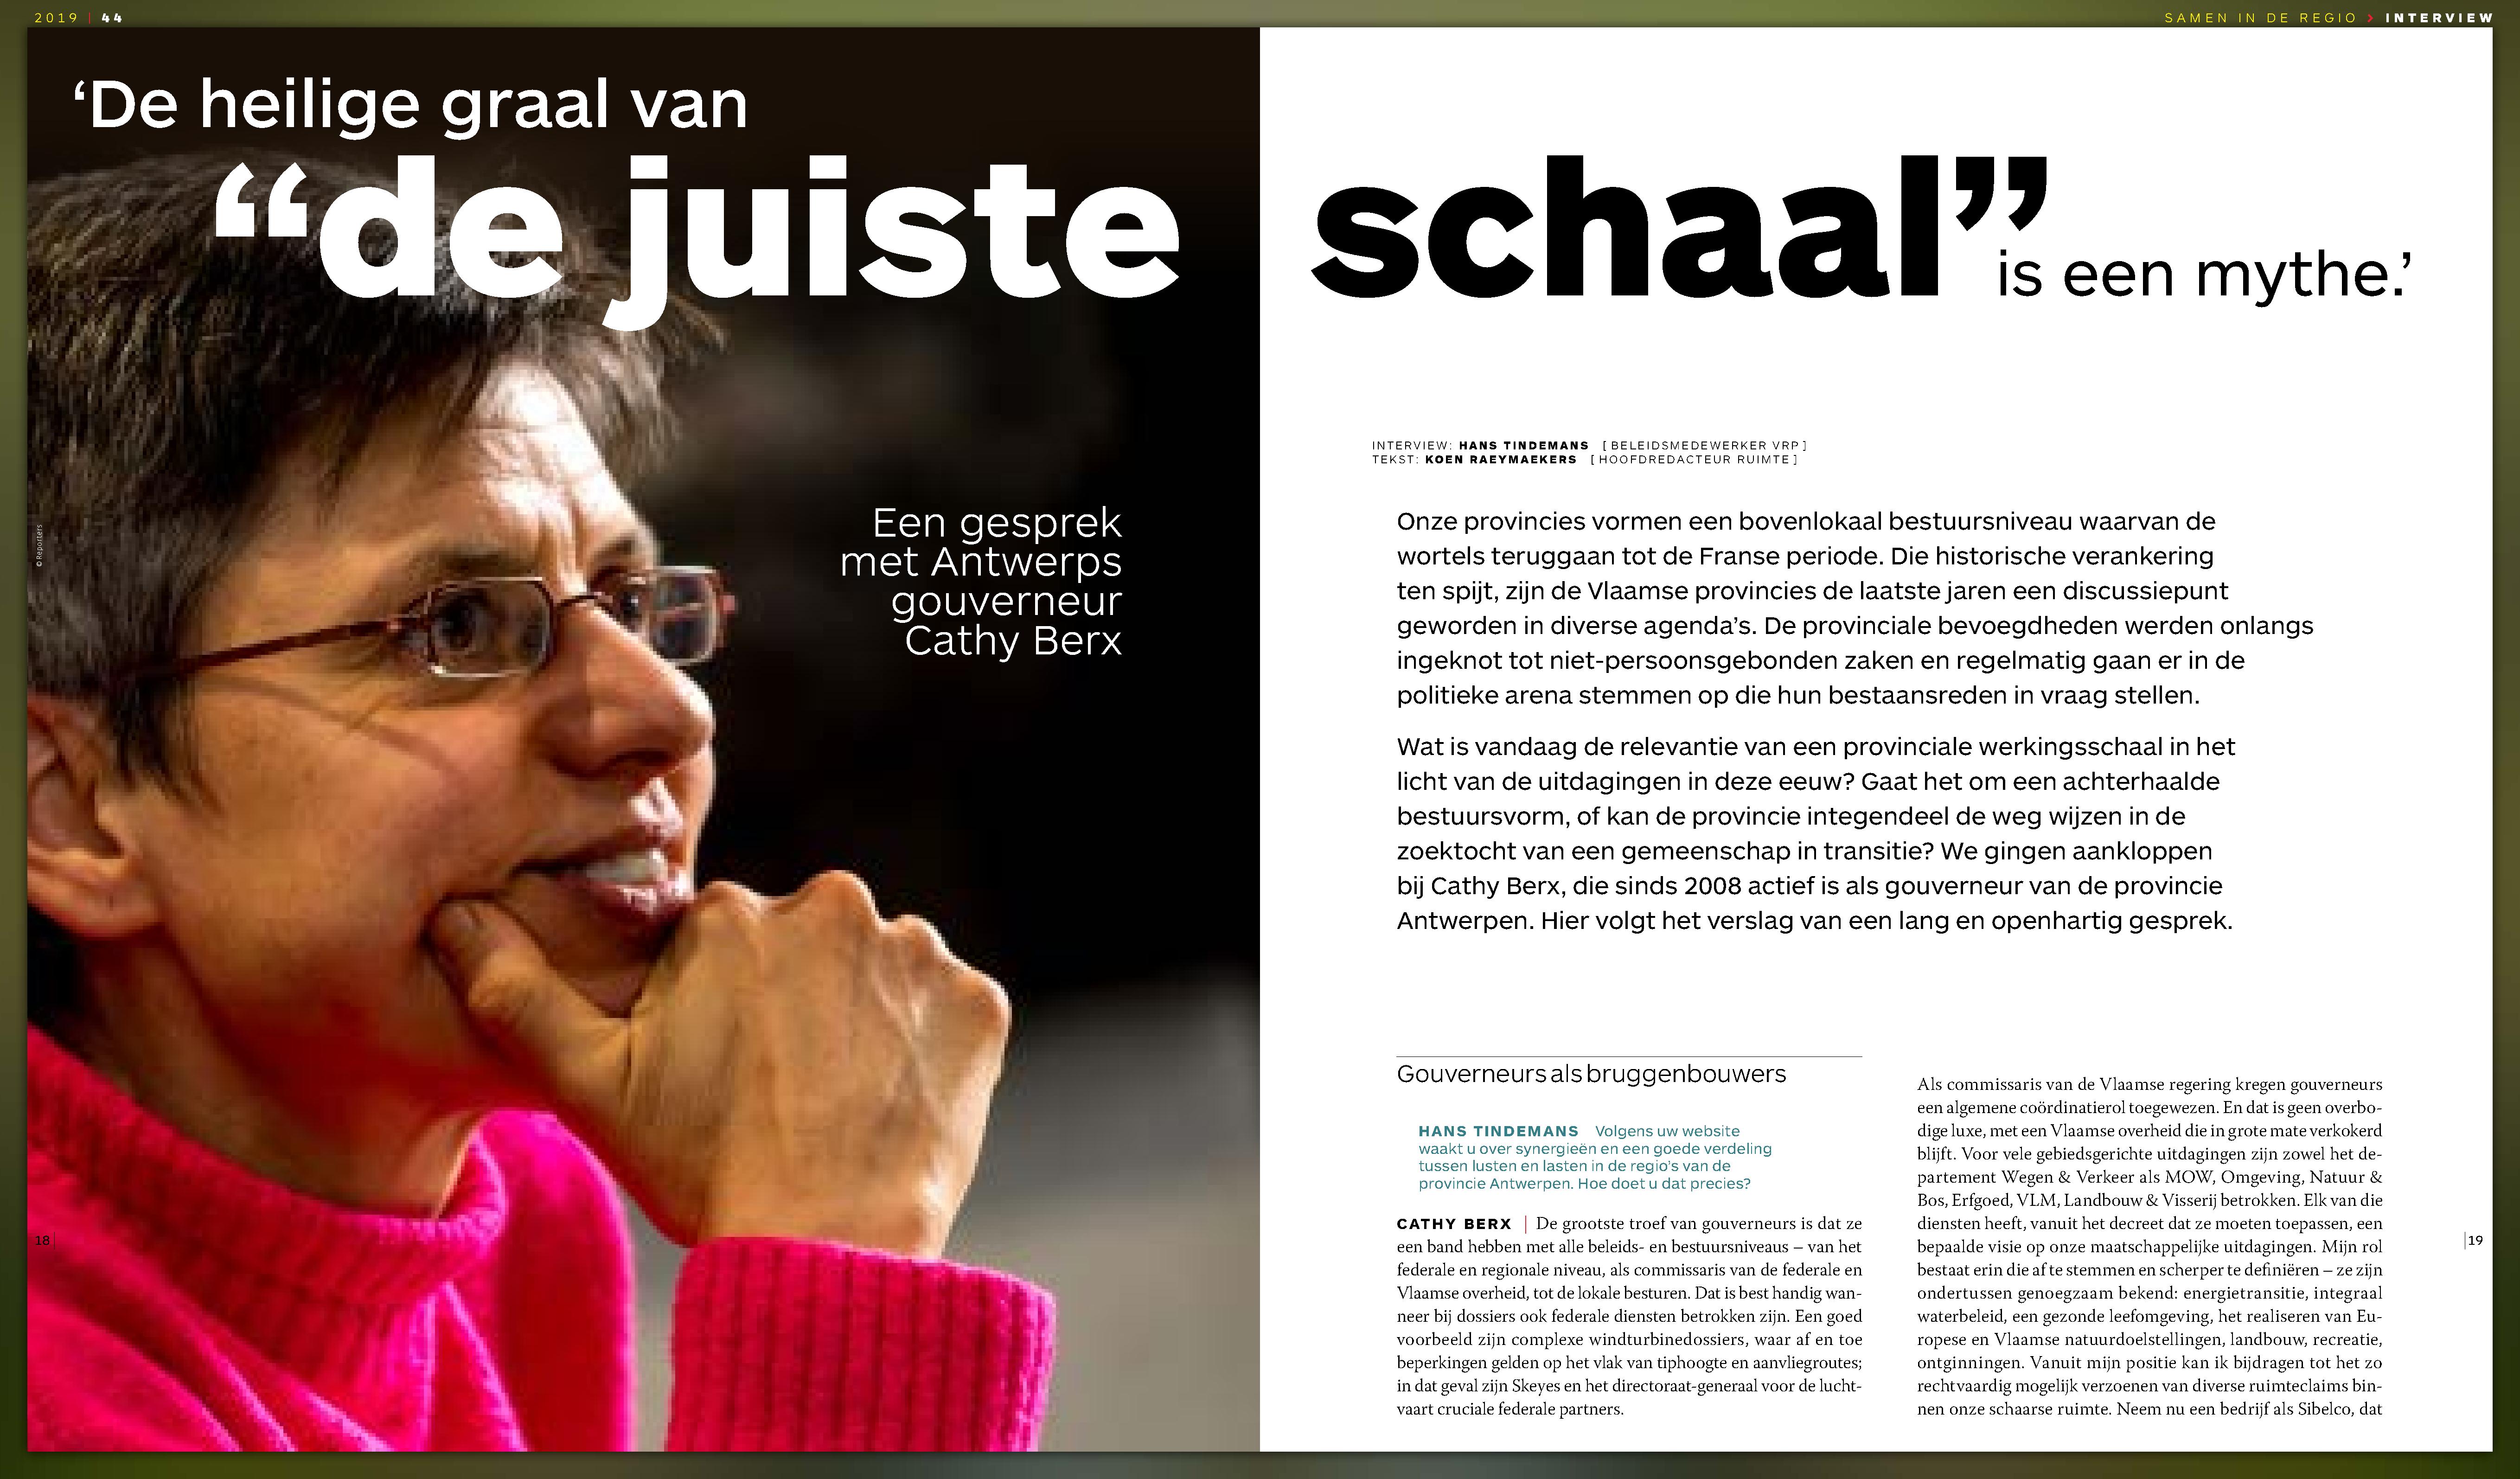 2019 | 44
SAMEN IN DE REGIO > INTERVIEW
‘De heilige graal van
“de juiste schaal”
is een mythe.’
© Reporters
Een gesprek
met Antwerps
gouverneur
Cathy Berx
INTERVIEW: HANS TINDEMANS [ BELEIDSMEDEWERKER VRP ]
TEKST: KOEN RAEYMAEKERS [ HOOFDREDACTEUR RUIMTE ]
Onze provincies vormen een bovenlokaal bestuursniveau waarvan de
wortels teruggaan tot de Franse periode. Die historische verankering
ten spijt, zijn de Vlaamse provincies de laatste jaren een discussiepunt
geworden in diverse agenda’s. De provinciale bevoegdheden werden onlangs
ingeknot tot niet-persoonsgebonden zaken en regelmatig gaan er in de
politieke arena stemmen op die hun bestaansreden in vraag stellen.
Wat is vandaag de relevantie van een provinciale werkingsschaal in het
licht van de uitdagingen in deze eeuw? Gaat het om een achterhaalde
bestuursvorm, of kan de provincie integendeel de weg wijzen in de
zoektocht van een gemeenschap in transitie? We gingen aankloppen
bij Cathy Berx, die sinds 2008 actief is als gouverneur van de provincie
Antwerpen. Hier volgt het verslag van een lang en openhartig gesprek.
Gouverneurs als bruggenbouwers
HANS TINDEMANS Volgens uw website
waakt u over synergieën en een goede verdeling
tussen lusten en lasten in de regio’s van de
provincie Antwerpen. Hoe doet u dat precies?
CATHY BERX | De grootste troef van gouverneurs is dat ze
een band hebben met alle beleids- en bestuursniveaus – van het
federale en regionale niveau, als commissaris van de federale en
Vlaamse overheid, tot de lokale besturen. Dat is best handig wan-
neer bij dossiers ook federale diensten betrokken zijn. Een goed
voorbeeld zijn complexe windturbinedossiers, waar af en toe
beperkingen gelden op het vlak van tiphoogte en aanvliegroutes;
in dat geval zijn Skeyes en het directoraat-generaal voor de lucht-
vaart cruciale federale partners.
Als commissaris van de Vlaamse regering kregen gouverneurs
een algemene coördinatierol toegewezen. En dat is geen overbo-
dige luxe, met een Vlaamse overheid die in grote mate verkokerd
blijft. Voor vele gebiedsgerichte uitdagingen zijn zowel het de-
partement Wegen & Verkeer als MOW, Omgeving, Natuur &
Bos, Erfgoed, VLM, Landbouw & Visserij betrokken. Elk van die
diensten heeft, vanuit het decreet dat ze moeten toepassen, een
bepaalde visie op onze maatschappelijke uitdagingen. Mijn rol
bestaat erin die af te stemmen en scherper te definiëren – ze zijn
ondertussen genoegzaam bekend: energietransitie, integraal
waterbeleid, een gezonde leefomgeving, het realiseren van Eu-
ropese en Vlaamse natuurdoelstellingen, landbouw, recreatie,
ontginningen. Vanuit mijn positie kan ik bijdragen tot het zo
rechtvaardig mogelijk verzoenen van diverse ruimteclaims bin-
nen onze schaarse ruimte. Neem nu een bedrijf als Sibelco, dat
18 |
| 19